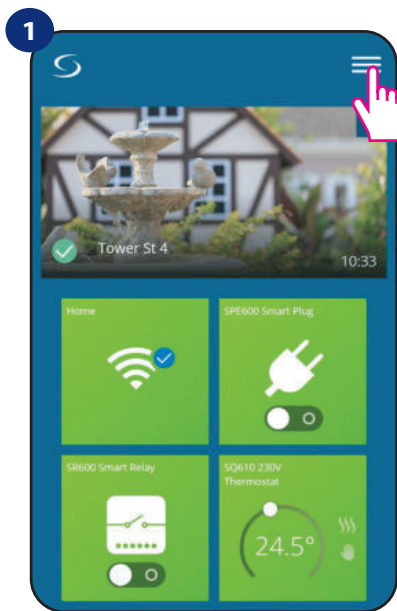 1
Tower St 4
10:33
Home
SPE600 Smart Plug
SR600 Smart Relay
SQ610 230V
Thermostat
24.5°